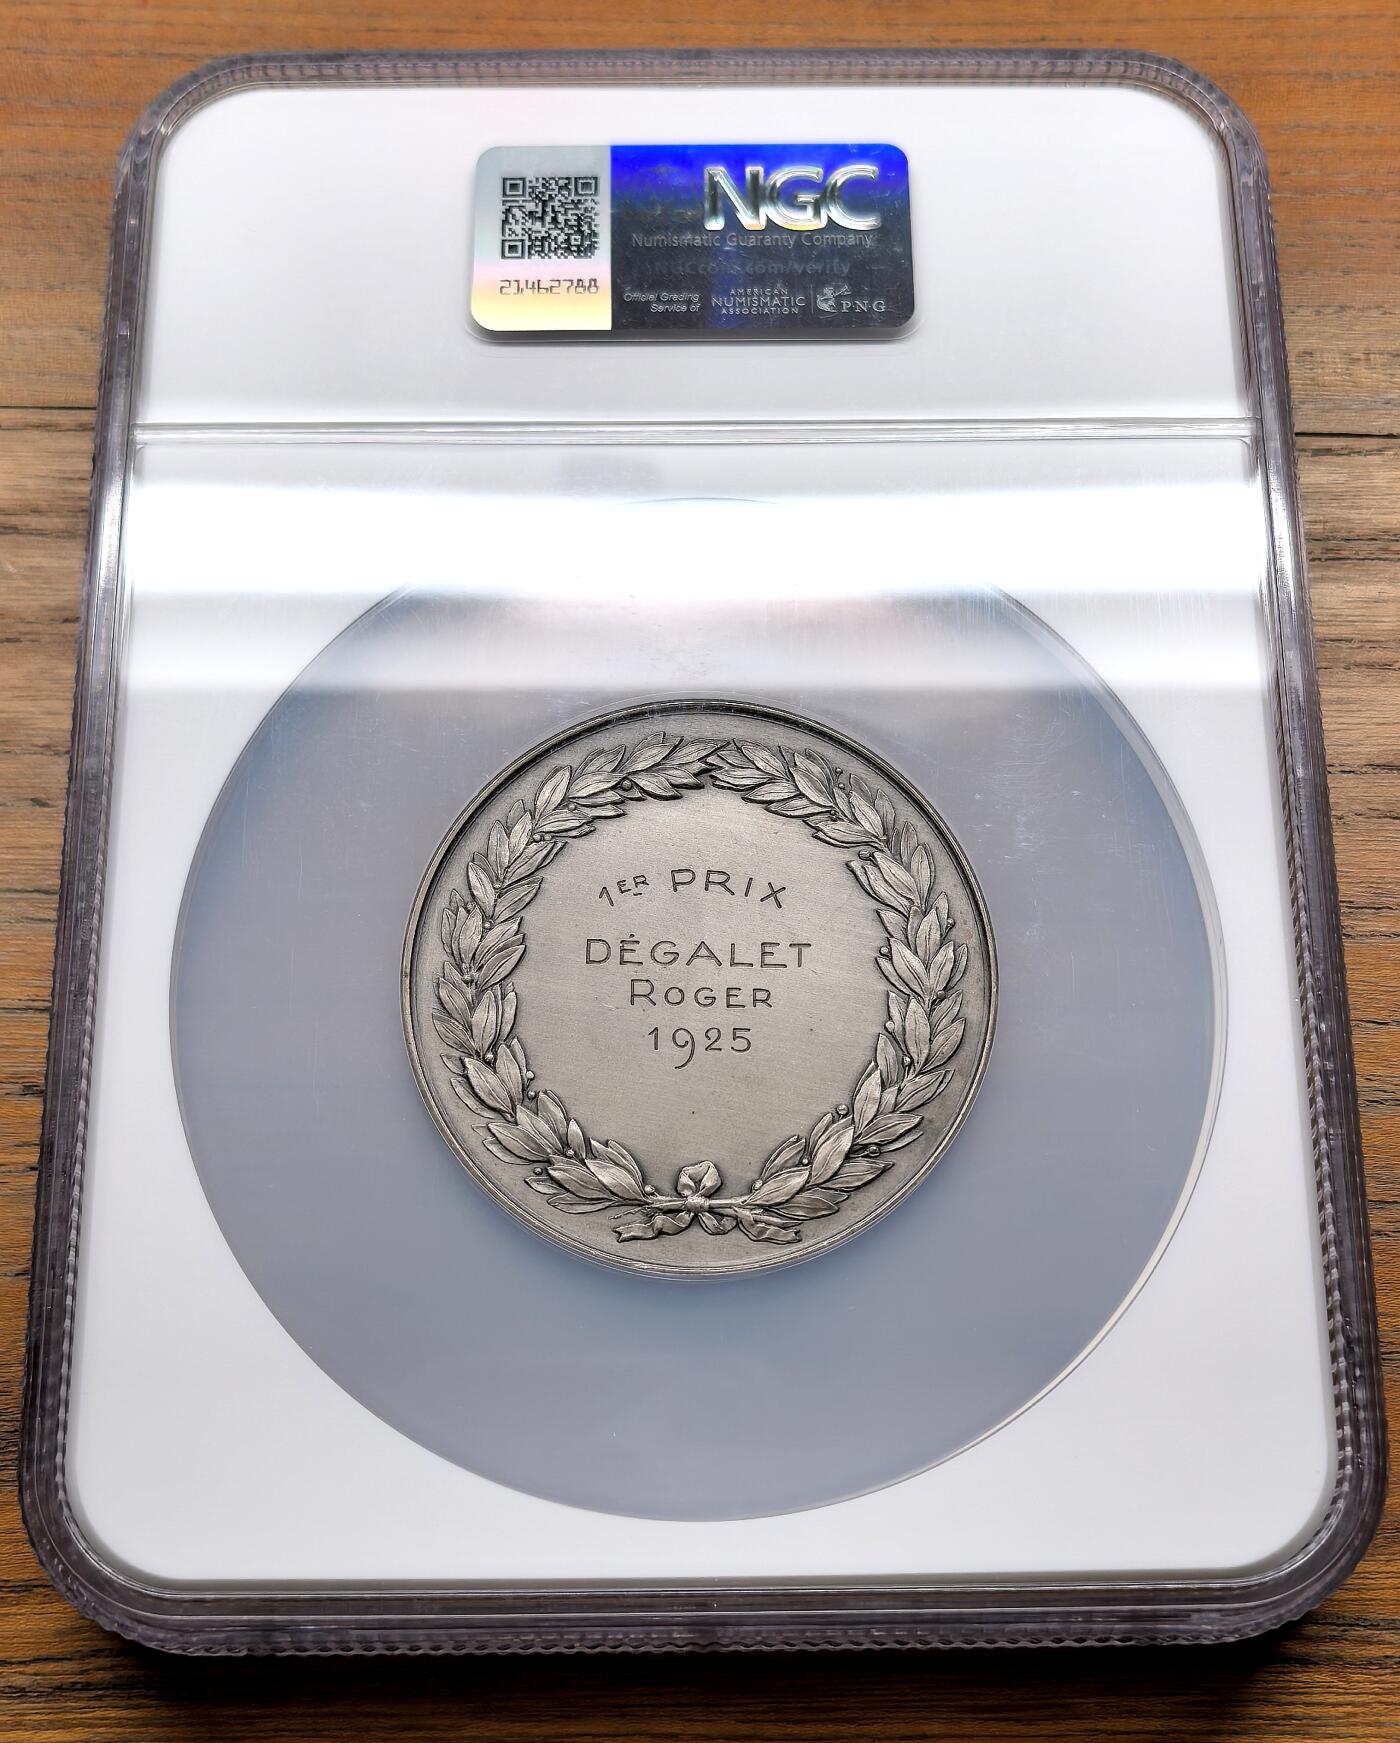 NGC
Numismatic Guaranty Company
NGCcoin.com/verify
21462788
Official Grading
Service of
AMERICAN
NUMISMATIC
ASSOCIATION
PNG
1ER PRIX
DÉGALET
ROGER
1925